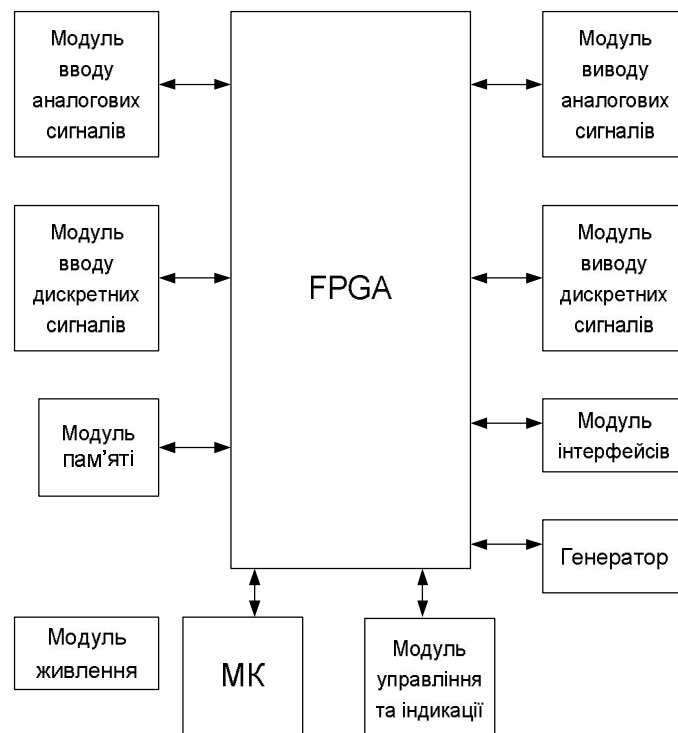 Модуль
вводу
аналогових
сигналів
Модуль
виводу
аналогових
сигналів
Модуль
вводу
дискретних
сигналів
FPGA
Модуль
виводу
дискретних
сигналів
Модуль
пам'яті
Модуль
інтерфейсів
Генератор
Модуль
живлення
МК
Модуль
управління
та індикації